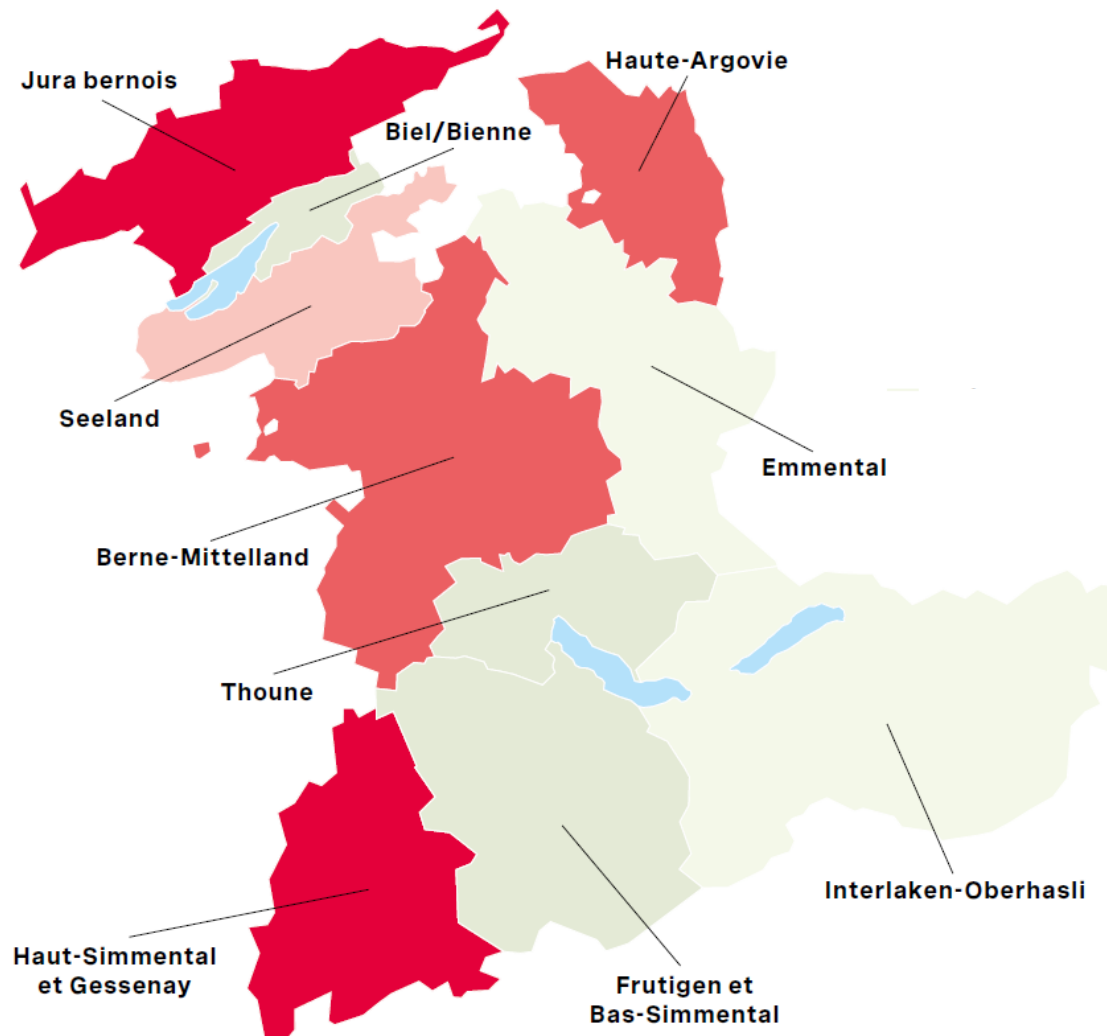 Haute-Argovie
Jura bernois
Biel/Bienne
Seeland
Emmental
Berne-Mittelland
Thoune
Interlaken-Oberhasli
Haut-Simmental
et Gessenay
Frutigen et
Bas-Simmental